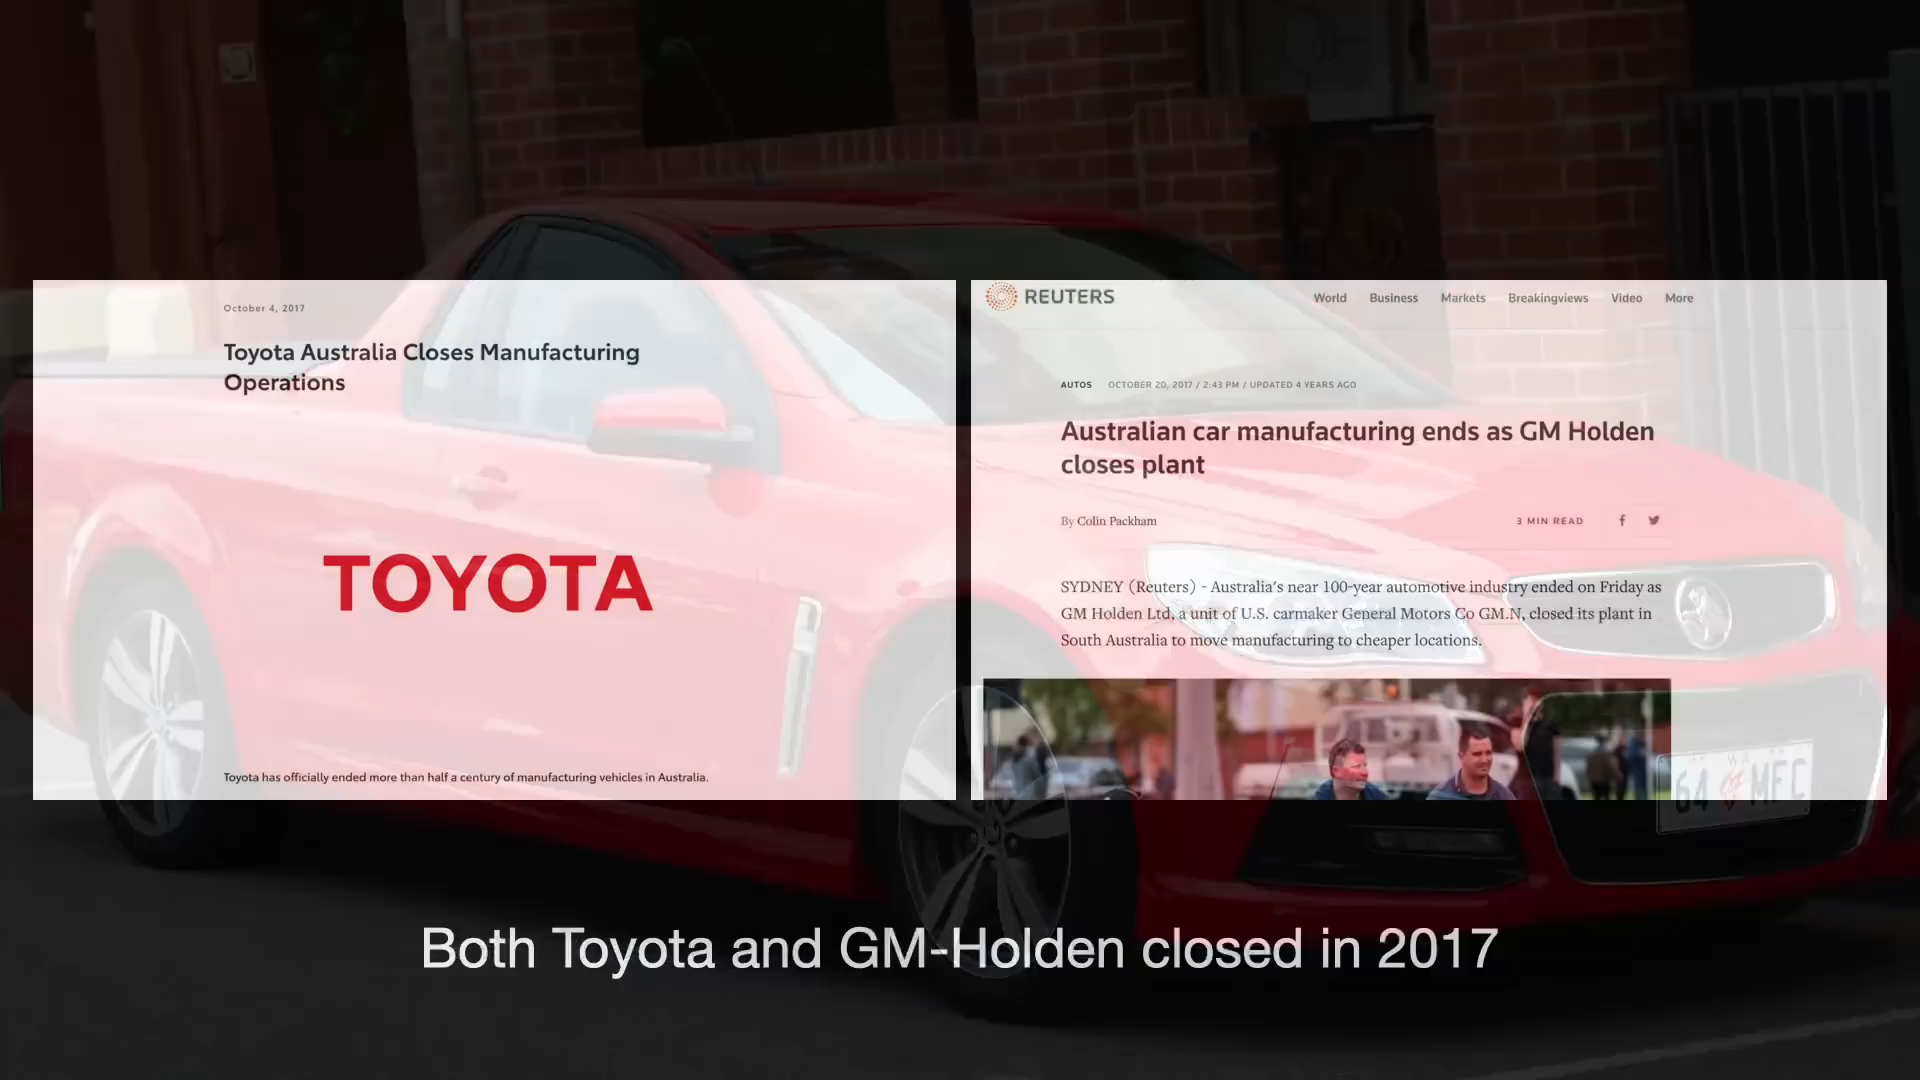 October 4, 2017
Toyota Australia Closes Manufacturing
Operations
TOYOTA
Toyota has officially ended more than half a century of manufacturing vehicles in Australia.
REUTERS
World Business Markets Breakingviews Video More
AUTOS OCTOBER 20, 2017 / 2:43 PM / UPDATED 4 YEARS AGO
Australian car manufacturing ends as GM Holden
closes plant
By Colin Packham
3 MIN READ
SYDNEY (Reuters) - Australia's near 100-year automotive industry ended on Friday as
GM Holden Ltd, a unit of U.S. carmaker General Motors Co GM.N, closed its plant in
South Australia to move manufacturing to cheaper locations.
64 MFC
Both Toyota and GM-Holden closed in 2017